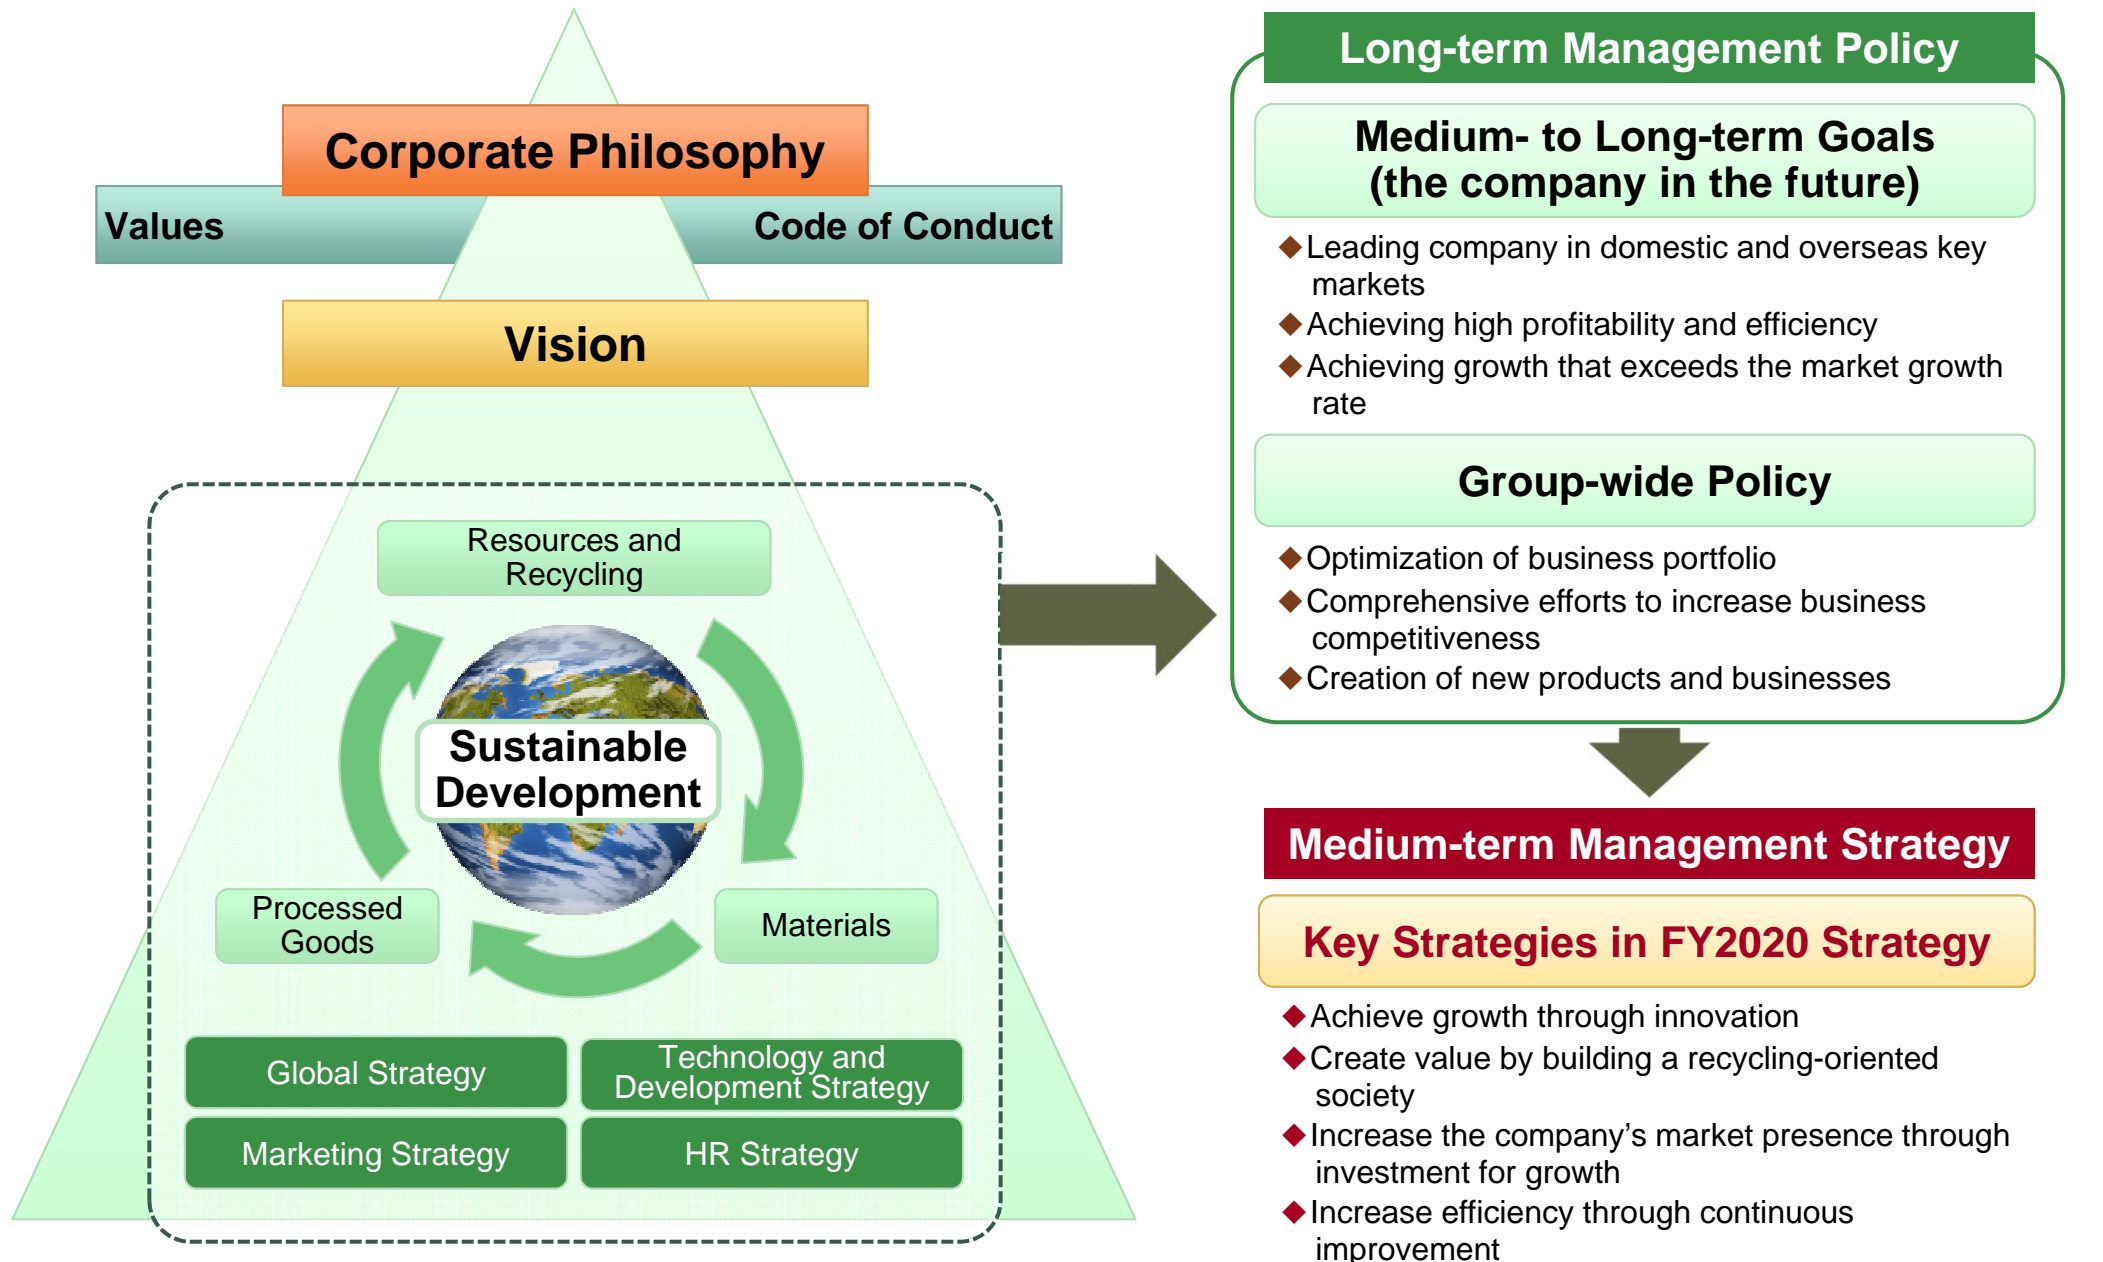 Corporate Philosophy
Values
Code of Conduct
Vision
Resources and
Recycling
Sustainable
Development
Processed
Goods
Materials
Global Strategy
Technology and
Development Strategy
Marketing Strategy
HR Strategy
Long-term Management Policy
Medium- to Long-term Goals
(the company in the future)
◆Leading company in domestic and overseas key
markets
◆Achieving high profitability and efficiency
◆Achieving growth that exceeds the market growth
rate
Group-wide Policy
◆Optimization of business portfolio
◆Comprehensive efforts to increase business
competitiveness
◆Creation of new products and businesses
Medium-term Management Strategy
Key Strategies in FY2020 Strategy
◆Achieve growth through innovation
◆Create value by building a recycling-oriented
society
◆Increase the company’s market presence through
investment for growth
◆Increase efficiency through continuous
improvement